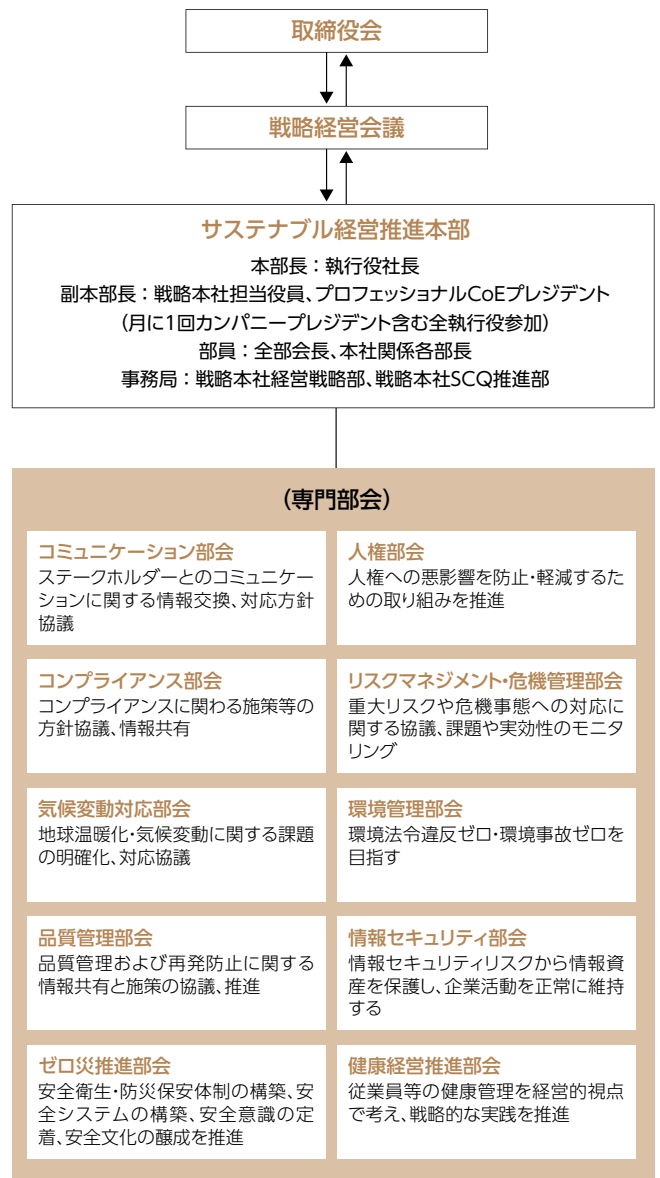 取締役会
戦略経営会議
サステナブル経営推進本部
本部長：執行役社長
副本部長：戦略本社担当役員、プロフェッショナルCoEプレジデント
（月に1回カンパニープレジデント含む全執行役参加）
部員：全部会長、本社関係各部長
事務局：戦略本社経営戦略部、戦略本社SCQ推進部
（専門部会）
コミュニケーション部会
ステークホルダーとのコミュニケー
ションに関する情報交換、対応方針
協議
人権部会
人権への悪影響を防止・軽減するた
めの取り組みを推進
コンプライアンス部会
コンプライアンスに関わる施策等の
方針協議、情報共有
リスクマネジメント・危機管理部会
重大リスクや危機事態への対応に
関する協議、課題や実効性のモニタ
リング
気候変動対応部会
地球温暖化・気候変動に関する課題
の明確化、対応協議
環境管理部会
環境法令違反ゼロ・環境事故ゼロを
目指す
品質管理部会
品質管理および再発防止に関する
情報共有と施策の協議、推進
情報セキュリティ部会
情報セキュリティリスクから情報資
産を保護し、企業活動を正常に維持
する
ゼロ災推進部会
安全衛生・防災保安体制の構築、安
全システムの構築、安全意識の定
着、安全文化の醸成を推進
健康経営推進部会
従業員等の健康管理を経営的視点
で考え、戦略的な実践を推進